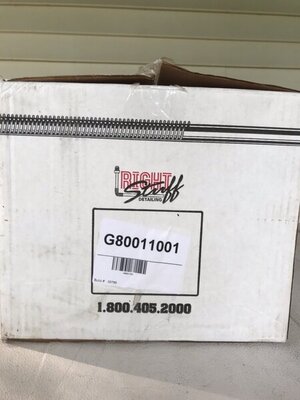 RIGHT
Stuff
DETAILING
G80011001
1.800.405.2000